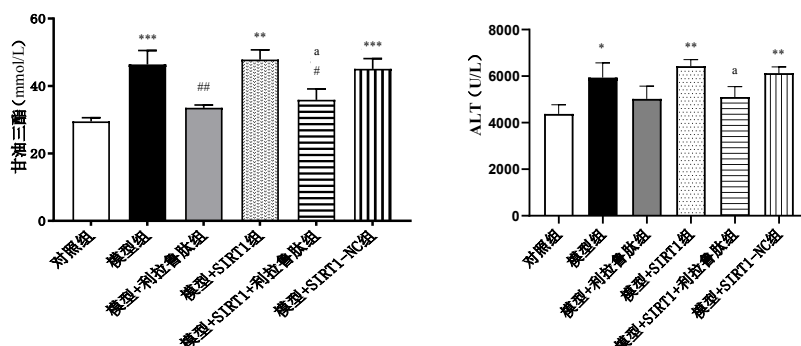 甘油三酯(mmol/L)
60
40
20
0
***
##
**
a
#
***
对照组
模型组
模型+利拉鲁肽组
模型+SIRT1组
模型+SIRT1+利拉鲁肽组
模型+SIRT1-NC组
ALT (U/L)
8000
6000
4000
2000
0
*
**
a
**
对照组
模型组
模型+利拉鲁肽组
模型+SIRT1组
模型+SIRT1+利拉鲁肽组
模型+SIRT1-NC组